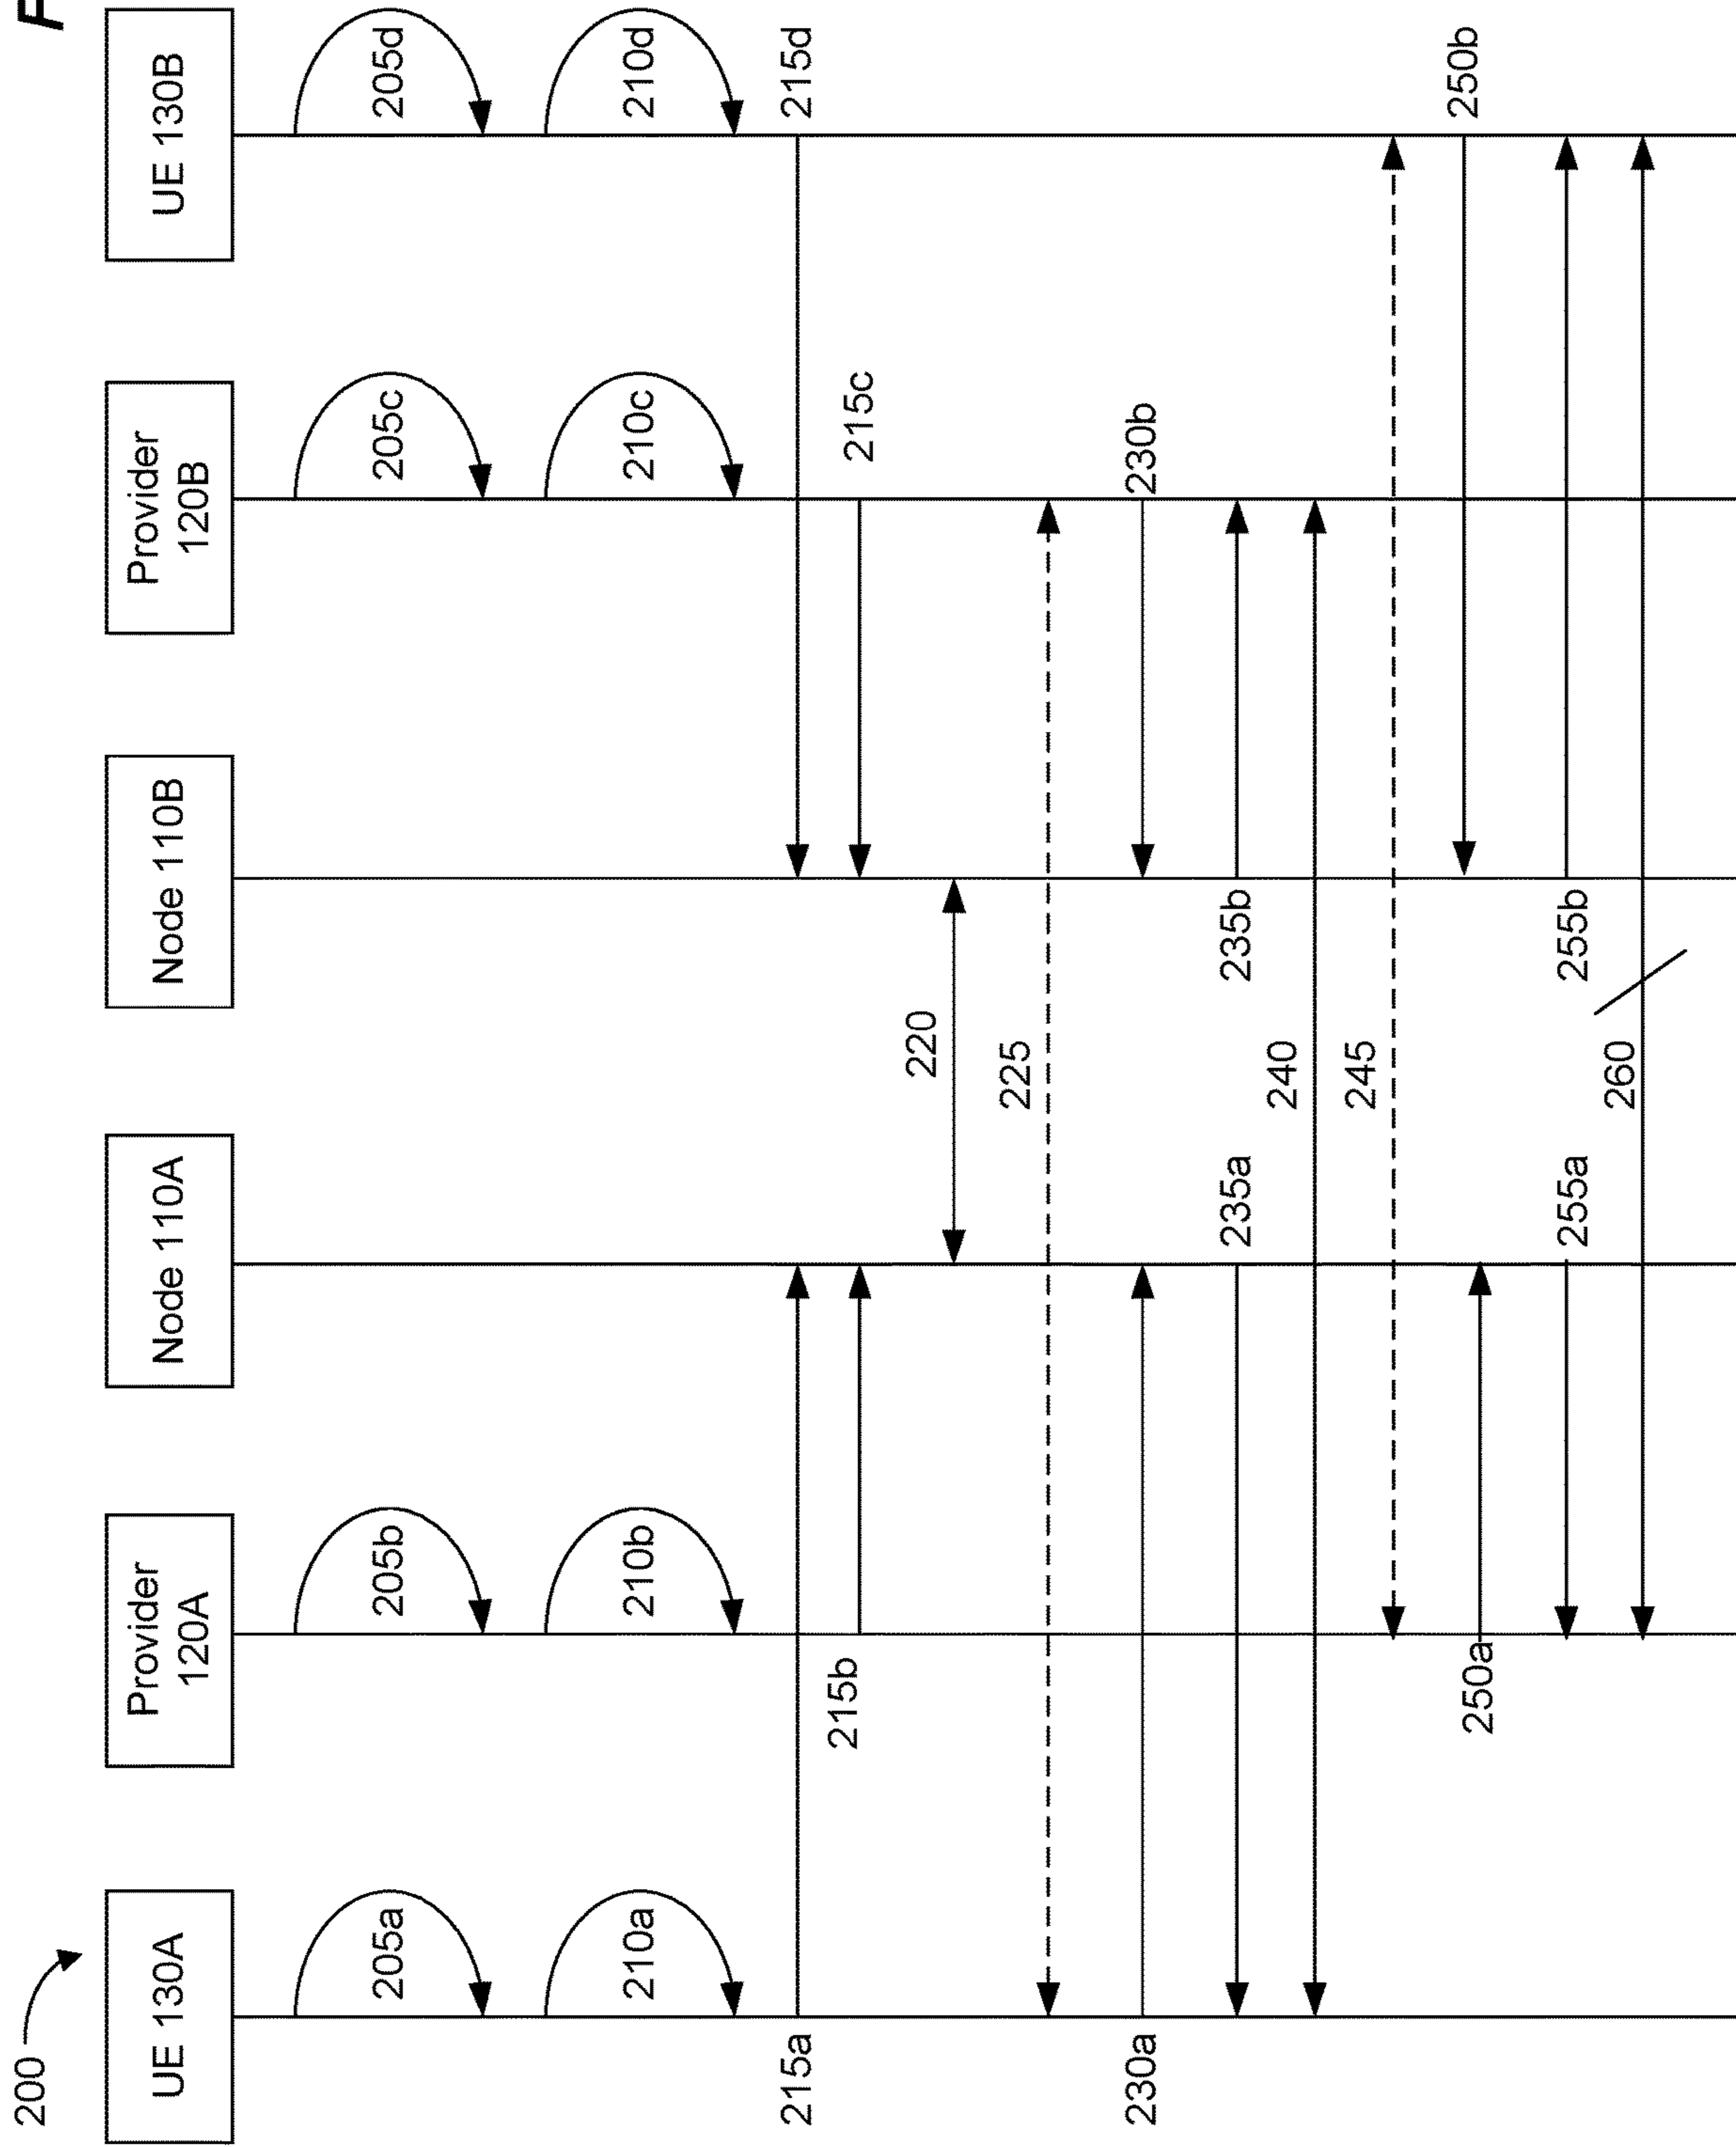 F
200
UE 130A
Provider
120A
Node 110A
Node 110B
Provider
120B
UE 130B
205a
205b
205c
205d
210a
210b
210c
210d
215a
215d
215b
215c
220
225
230a
230b
235a
235b
240
245
250a
250b
255a
255b
260